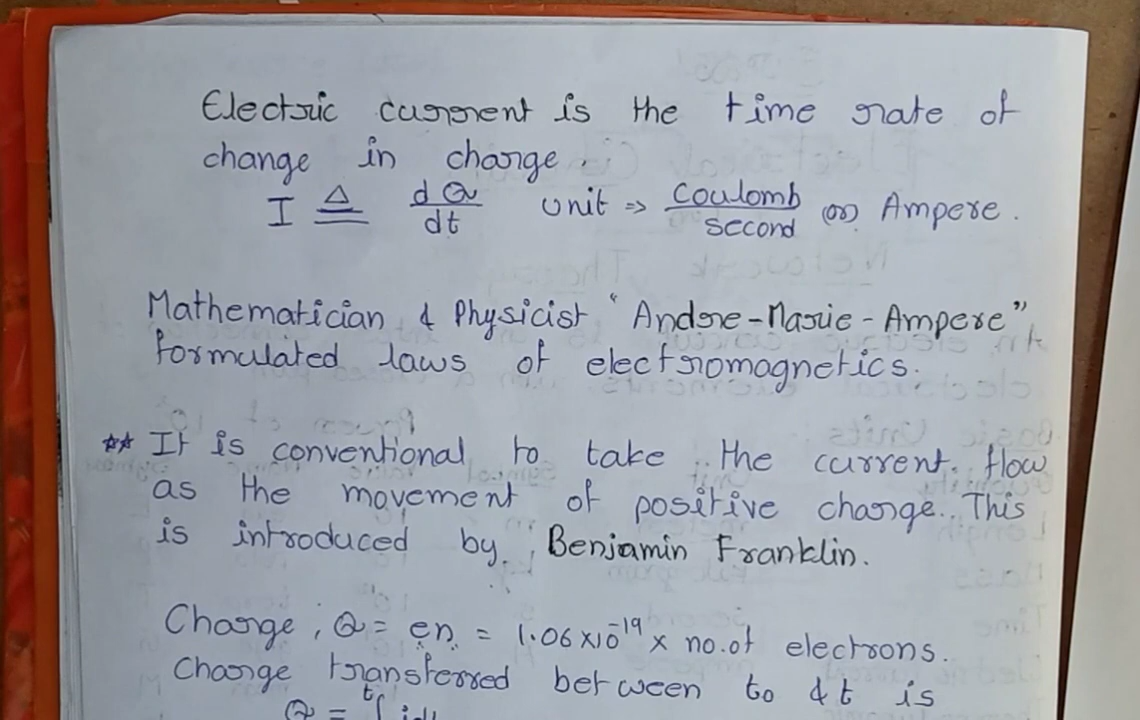 Electric current is the time rate of
change in charge.
I ≜ dQ/dt unit => Coulomb/second (or) Ampere.
Mathematician & Physicist "Andre-Marie-Ampere"
formulated laws of electromagnetics.
** It is conventional to take the current flow
as the movement of positive charge. This
is introduced by Benjamin Franklin.
Charge, Q = en = 1.06×10⁻¹⁹ × no.of electrons.
Charge transferred between to & t is
Q = ∫